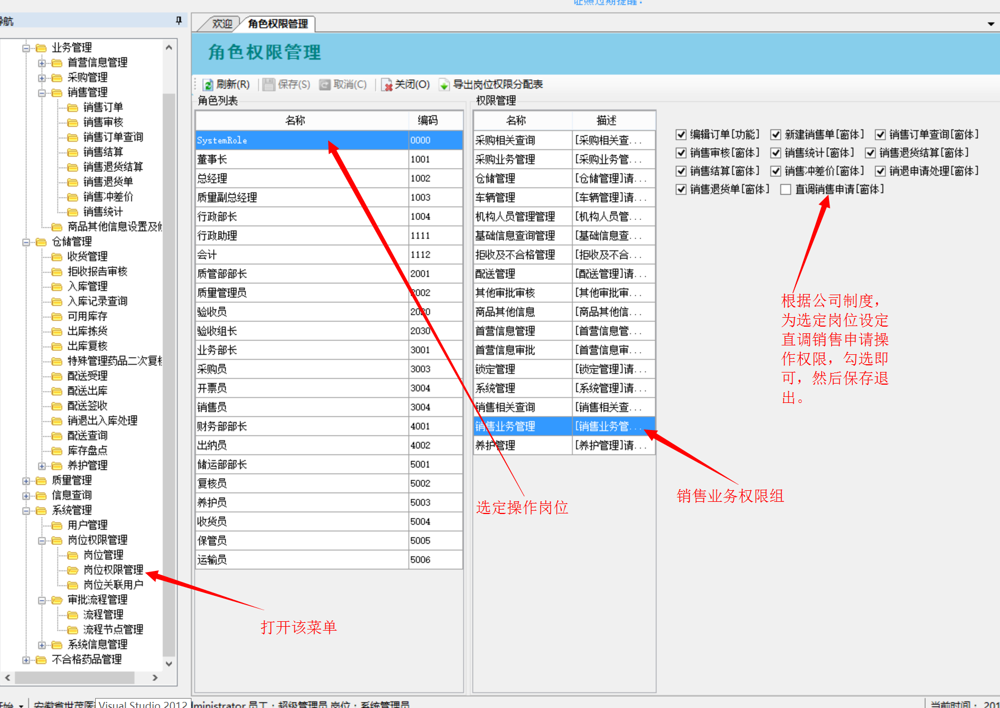 证照过期提醒：
导航
欢迎
角色权限管理
角色权限管理
刷新(R)
保存(S)
取消(C)
关闭(O)
导出岗位权限分配表
业务管理
首营信息管理
采购管理
销售管理
销售订单
销售审核
销售订单查询
销售结算
销售退货结算
销售退货单
销售冲差价
销售统计
商品其他信息设置及
仓储管理
收货管理
拒收报告审核
入库管理
入库记录查询
可用库存
出库拣货
出库复核
特殊管理药品二次复核
配送受理
配送出库
配送签收
销退出入库处理
配送查询
库存盘点
养护管理
质量管理
信息查询
系统管理
用户管理
岗位权限管理
岗位管理
岗位权限管理
岗位关联用户
审批流程管理
流程管理
流程节点管理
系统信息管理
不合格药品管理
角色列表
名称 编码
SystemRole 0000
董事长 1001
总经理 1002
质量副总经理 1003
行政部长 1004
行政助理 1111
会计 1112
质管部部长 2001
质量管理员 2002
验收员 2020
验收组长 2030
业务部长 3001
采购员 3003
开票员 3004
销售员 3004
财务部部长 4001
出纳员 4002
储运部部长 5001
复核员 5002
养护员 5003
收货员 5004
保管员 5005
运输员 5006
权限管理
名称 描述
采购相关查询 [采购相关查...
采购业务管理 [采购业务管...
仓储管理 [仓储管理]请...
车辆管理 [车辆管理]请...
机构人员管理管理 [机构人员管...
基础信息查询管理 [基础信息查...
拒收及不合格管理 [拒收及不合...
配送管理 [配送管理]请...
其他审批审核 [其他审批审...
商品其他信息 [商品其他信...
首营信息管理 [首营信息管...
首营信息审批 [首营信息审...
锁定管理 [锁定管理]请...
系统管理 [系统管理]请...
销售相关查询 [销售相关查...
销售业务管理 [销售业务管...
养护管理 [养护管理]请...
编辑订单[功能] 新建销售单[窗体] 销售订单查询[窗体]
销售审核[窗体] 销售统计[窗体] 销售退货结算[窗体]
销售结算[窗体] 销售冲差价[窗体] 销退申请处理[窗体]
销售退货单[窗体] 直调销售申请[窗体]
根据公司制度，
为选定岗位设定
直调销售申请操
作权限，勾选即
可，然后保存退
出。
销售业务权限组
选定操作岗位
打开该菜单
开始
安徽省世茂医
Visual Studio 2012
ministrator 员工：超级管理员 岗位：系统管理员
当前时间： 201